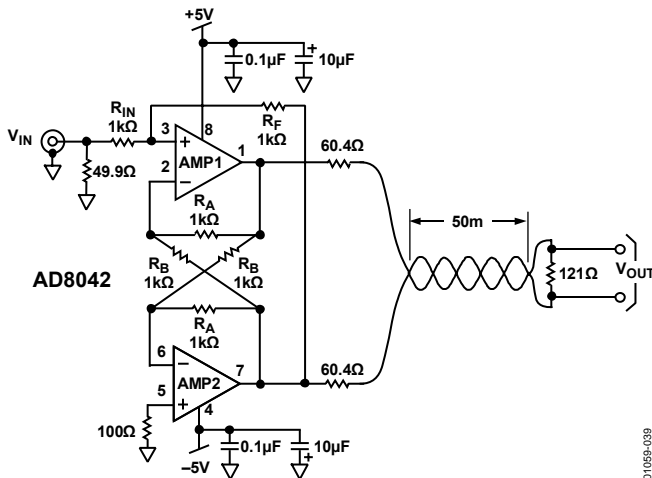 +5V
+
0.1µF
10µF
RIN
1kΩ
VIN
49.9Ω
3
+
8
AMP1
1
2
–
RF
1kΩ
60.4Ω
RA
1kΩ
50m
RB
1kΩ
RB
1kΩ
AD8042
121Ω
VOUT
RA
1kΩ
6
–
7
AMP2
5
+
4
60.4Ω
100Ω
–5V
0.1µF
10µF
+
01059-039